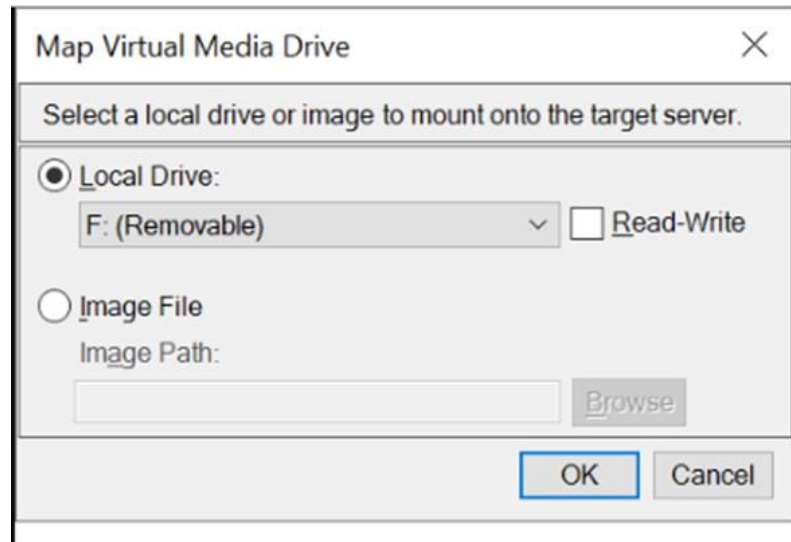 Map Virtual Media Drive
Select a local drive or image to mount onto the target server.
Local Drive:
F: (Removable)
Read-Write
Image File
Image Path:
Browse
OK
Cancel